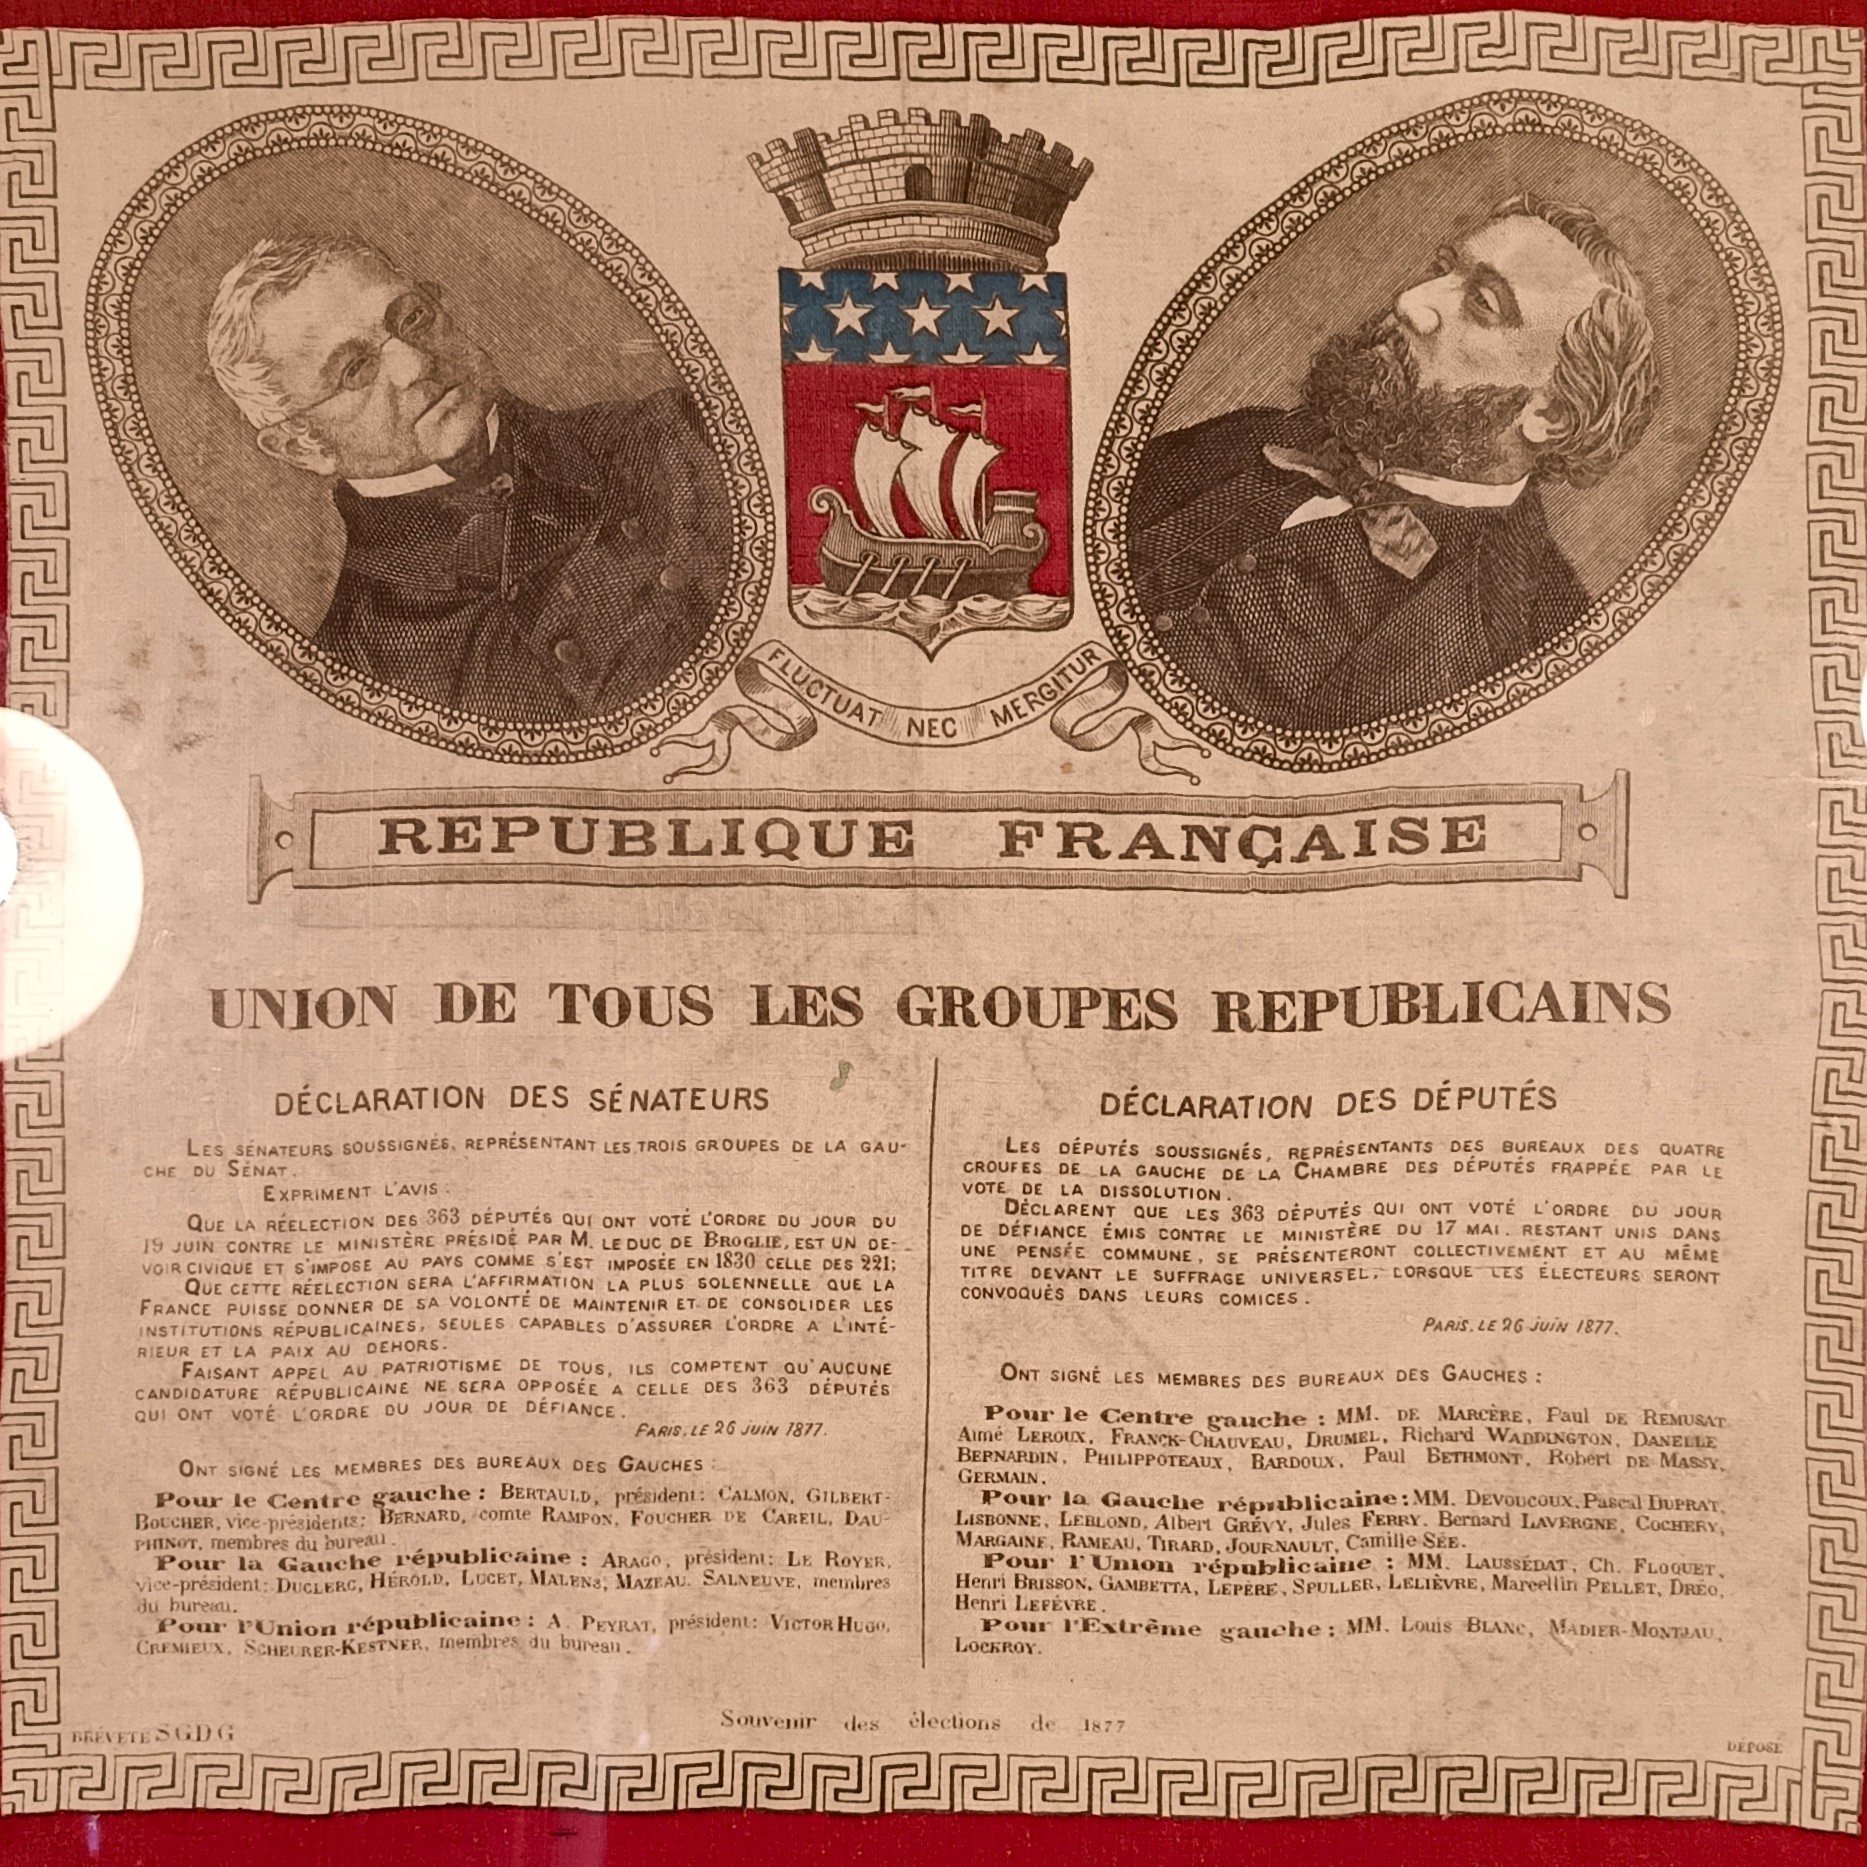 FLUCTUAT NEC MERGITUR
REPUBLIQUE FRANÇAISE
UNION DE TOUS LES GROUPES REPUBLICAINS
DÉCLARATION DES SÉNATEURS
LES SÉNATEURS SOUSSIGNÉS, REPRÉSENTANT LES TROIS GROUPES DE LA GAU-
CHE DU SÉNAT.
EXPRIMENT L'AVIS :
QUE LA RÉELECTION DES 363 DÉPUTÉS QUI ONT VOTÉ L'ORDRE DU JOUR DU
19 JUIN CONTRE LE MINISTÈRE PRÉSIDÉ PAR M. LE DUC DE BROGLIE, EST UN DE-
VOIR CIVIQUE ET S'IMPOSE AU PAYS COMME S'EST IMPOSÉE EN 1830 CELLE DES 221;
QUE CETTE RÉELECTION SERA L'AFFIRMATION LA PLUS SOLENNELLE QUE LA
FRANCE PUISSE DONNER DE SA VOLONTÉ DE MAINTENIR ET DE CONSOLIDER LES
INSTITUTIONS RÉPUBLICAINES, SEULES CAPABLES D'ASSURER L'ORDRE A L'INTÉ-
RIEUR ET LA PAIX AU DEHORS.
FAISANT APPEL AU PATRIOTISME DE TOUS, ILS COMPTENT QU'AUCUNE
CANDIDATURE RÉPUBLICAINE NE SERA OPPOSÉE A CELLE DES 363 DÉPUTÉS
QUI ONT VOTÉ L'ORDRE DU JOUR DE DÉFIANCE.
PARIS, LE 26 JUIN 1877.
ONT SIGNÉ LES MEMBRES DES BUREAUX DES GAUCHES :
Pour le Centre gauche : BERTAULD, président: CALMON, GILBERT-
BOUCHER, vice-présidents: BERNARD, comte RAMPON, FOUCHER DE CAREIL, DAU-
PHINOT, membres du bureau.
Pour la Gauche républicaine : ARAGO, président: LE ROYER,
vice-président: DUCLERC, HÉROLD, LUCET, MALENS, MAZEAU. SALNEUVE, membres
du bureau.
Pour l'Union républicaine : A. PEYRAT, président: VICTOR HUGO,
CREMIEUX, SCHEURER-KESTNER, membres du bureau.
DÉCLARATION DES DÉPUTÉS
LES DÉPUTÉS SOUSSIGNÉS, REPRÉSENTANTS DES BUREAUX DES QUATRE
GROUPES DE LA GAUCHE DE LA CHAMBRE DES DÉPUTÉS FRAPPÉE PAR LE
VOTE DE LA DISSOLUTION.
DÉCLARENT QUE LES 363 DÉPUTÉS QUI ONT VOTÉ L'ORDRE DU JOUR
DE DÉFIANCE ÉMIS CONTRE LE MINISTÈRE DU 17 MAI. RESTANT UNIS DANS
UNE PENSÉE COMMUNE, SE PRÉSENTERONT COLLECTIVEMENT ET AU MÊME
TITRE DEVANT LE SUFFRAGE UNIVERSEL, LORSQUE LES ÉLECTEURS SERONT
CONVOQUÉS DANS LEURS COMICES.
PARIS, LE 26 JUIN 1877.
ONT SIGNÉ LES MEMBRES DES BUREAUX DES GAUCHES :
Pour le Centre gauche : MM. DE MARCÈRE, Paul DE REMUSAT
Aimé LEROUX, FRANCK-CHAUVEAU, DRUMEL, Richard WADDINGTON, DANELLE
BERNARDIN, PHILIPPOTEAUX, BARDOUX, Paul BETHMONT, Robert DE MASSY,
GERMAIN.
Pour la Gauche républicaine: MM. DEVOUCOUX, Pascal DUPRAT,
LISBONNE, LEBLOND, Albert GRÉVY, Jules FERRY, Bernard LAVERGNE, COCHERY,
MARGAINE, RAMEAU, TIRARD, JOURNAULT, Camille SÉE.
Pour l'Union républicaine : MM. LAUSSÉDAT, Ch. FLOQUET,
Henri BRISSON, GAMBETTA, LEPÈRE, SPULLER, LELIÈVRE, Marcellin PELLET, DRÉO,
Henri LEFÉVRE.
Pour l'Extrême gauche : MM. Louis BLANC, MADIER-MONTJAU,
LOCKROY.
Souvenir des élections de 1877
BRÉVETÉ S G D G
DÉPOSÉ